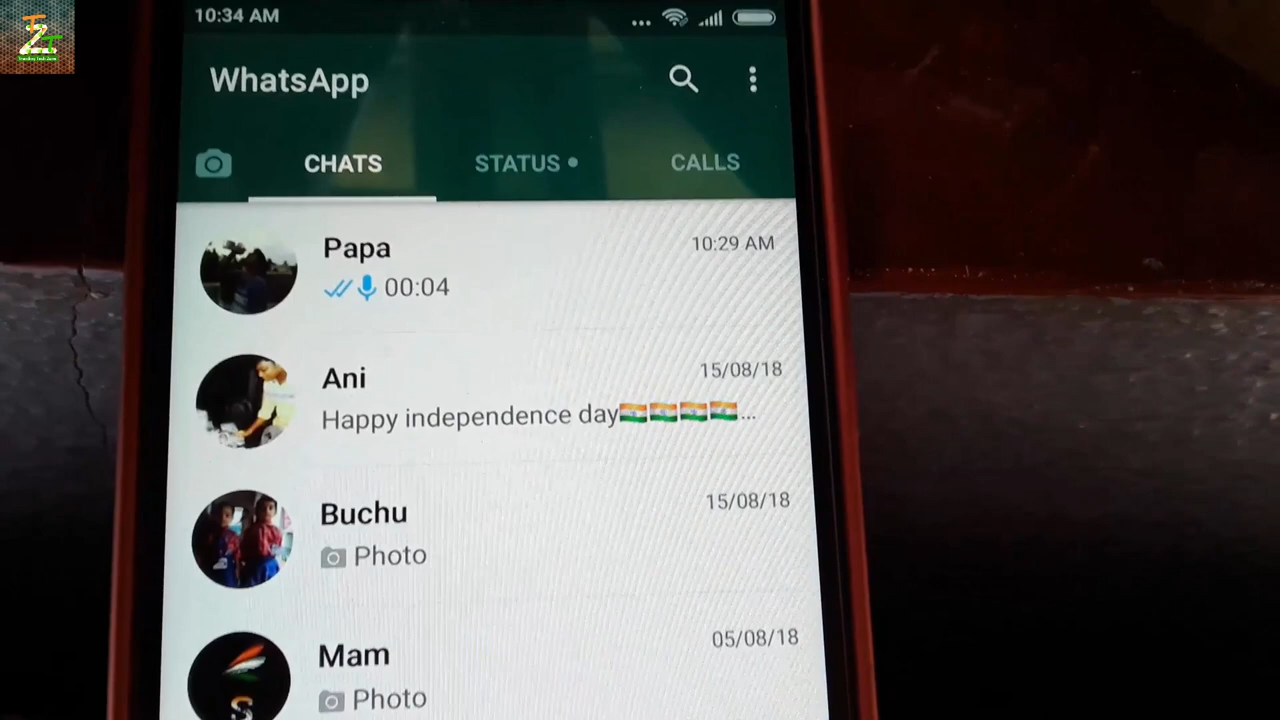 10:34 AM
WhatsApp
CHATS STATUS CALLS
Papa 10:29 AM
00:04
Ani 15/08/18
Happy independence day🇮🇳🇮🇳🇮🇳🇮🇳...
Buchu 15/08/18
Photo
Mam 05/08/18
Photo